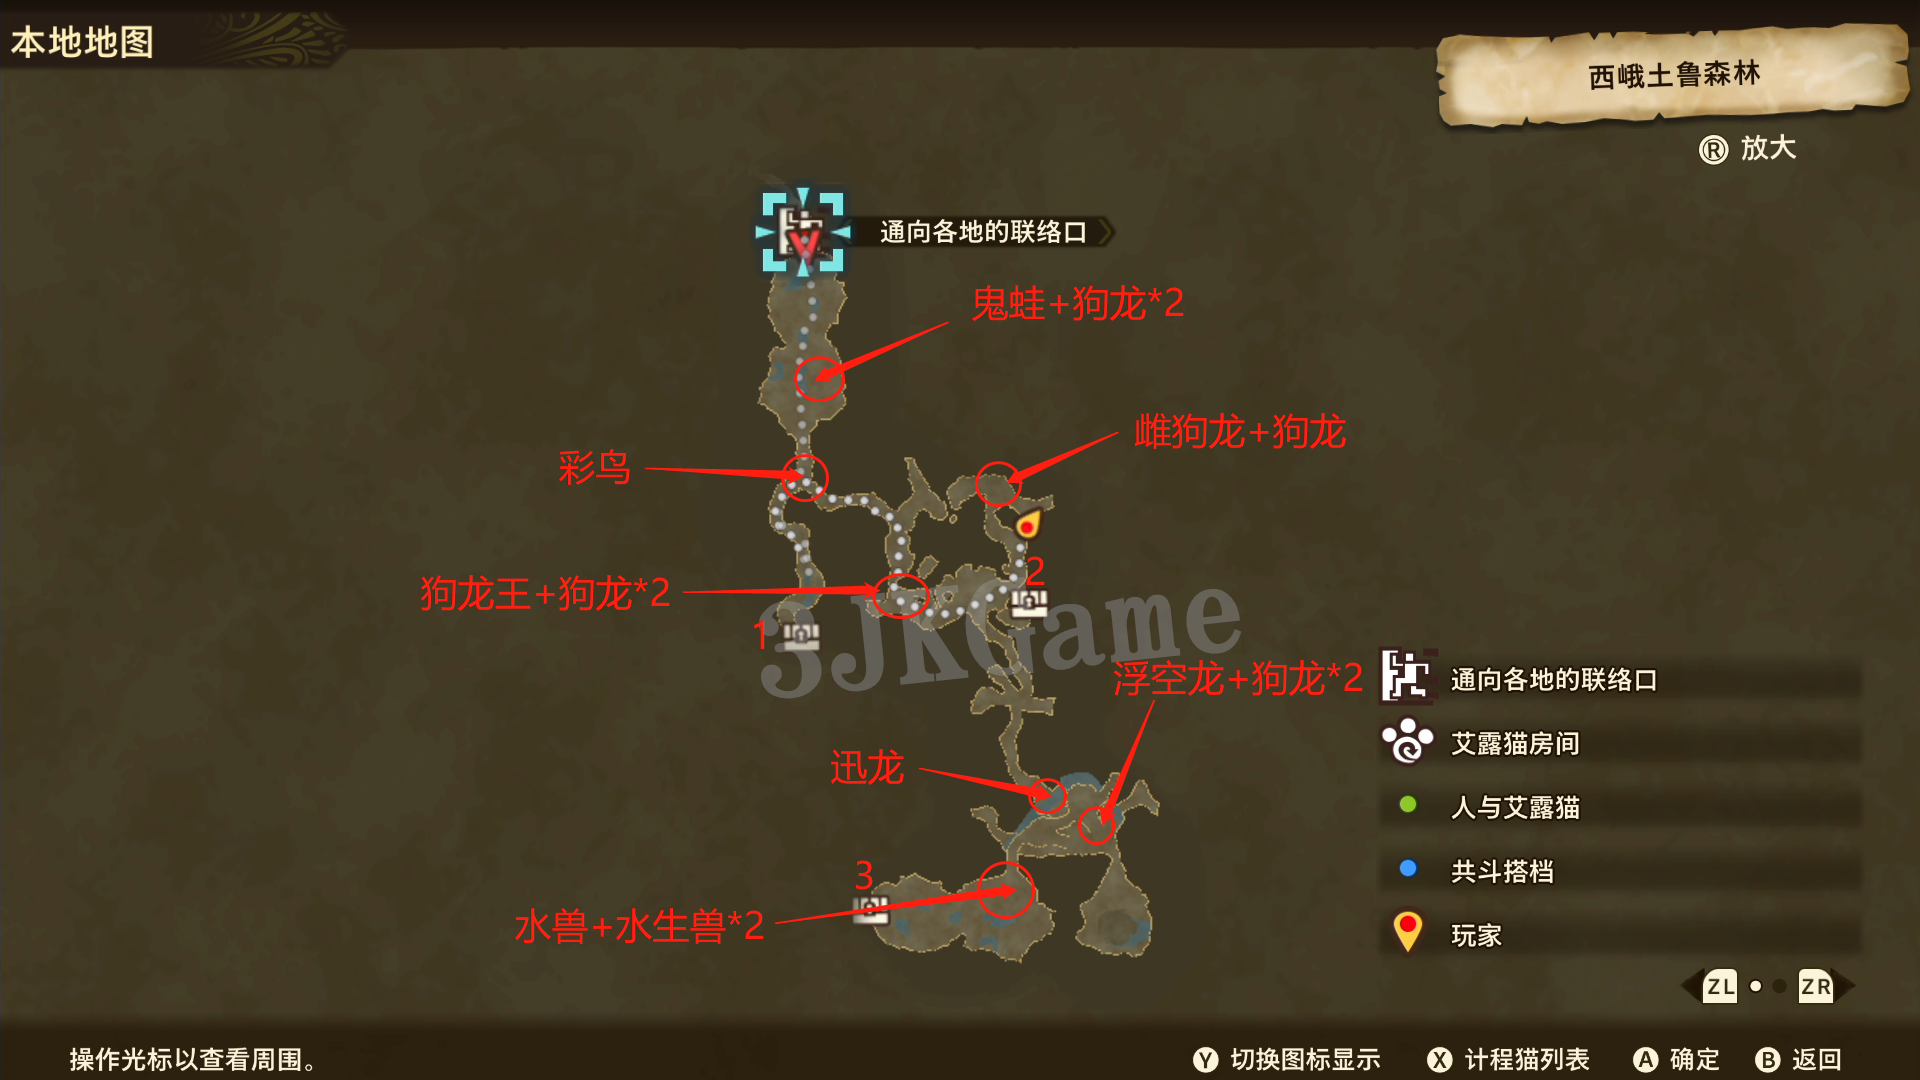 本地地图
西峨土鲁森林
R 放大
通向各地的联络口
鬼蛙+狗龙*2
雌狗龙+狗龙
彩鸟
狗龙王+狗龙*2
2
1
3JKGame
浮空龙+狗龙*2
通向各地的联络口
艾露猫房间
迅龙
人与艾露猫
3
共斗搭档
水兽+水生兽*2
玩家
ZL ZR
操作光标以查看周围。
Y 切换图标显示 X 计程猫列表 A 确定 B 返回